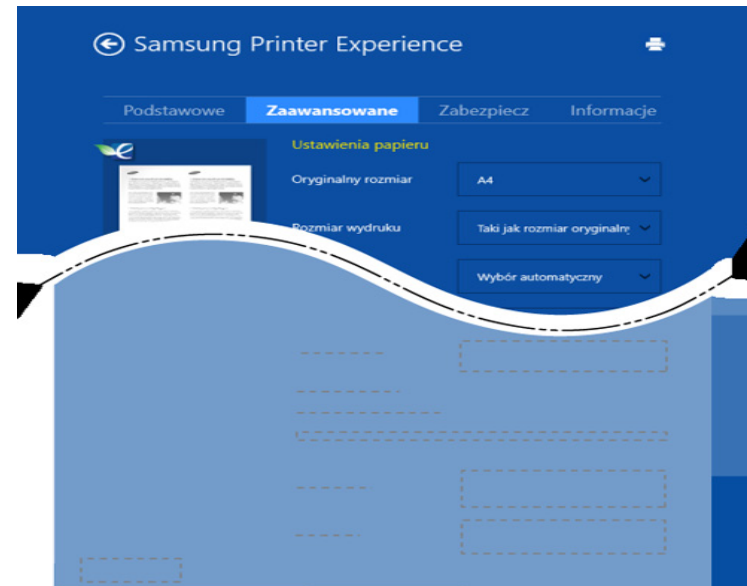 Samsung Printer Experience
Podstawowe Zaawansowane Zabezpiecz Informacje
Ustawienia papieru
Oryginalny rozmiar A4
Rozmiar wydruku Taki jak rozmiar oryginalny
Wybór automatyczny